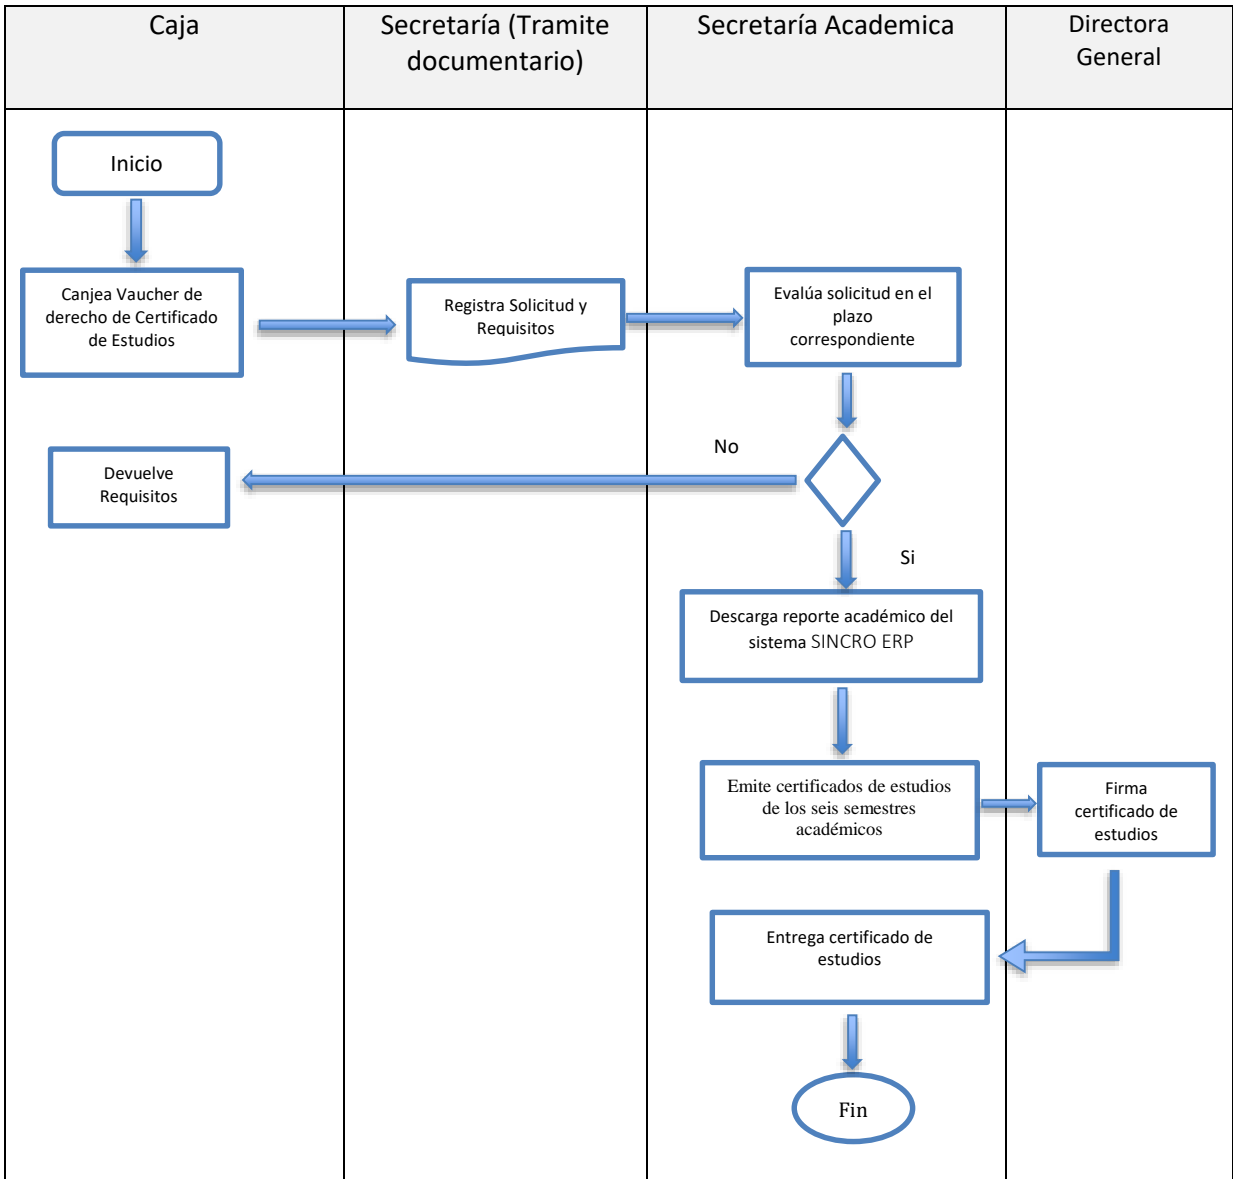 Caja
Secretaría (Tramite
documentario)
Secretaría Academica
Directora
General
Inicio
Canjea Vaucher de
derecho de Certificado
de Estudios
Registra Solicitud y
Requisitos
Evalúa solicitud en el
plazo
correspondiente
No
Devuelve
Requisitos
Si
Descarga reporte académico del
sistema SINCRO ERP
Emite certificados de estudios
de los seis semestres
académicos
Firma
certificado de
estudios
Entrega certificado de
estudios
Fin